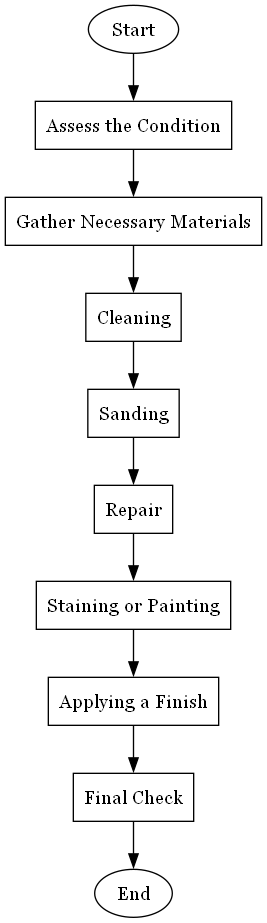 Start
Assess the Condition
Gather Necessary Materials
Cleaning
Sanding
Repair
Staining or Painting
Applying a Finish
Final Check
End